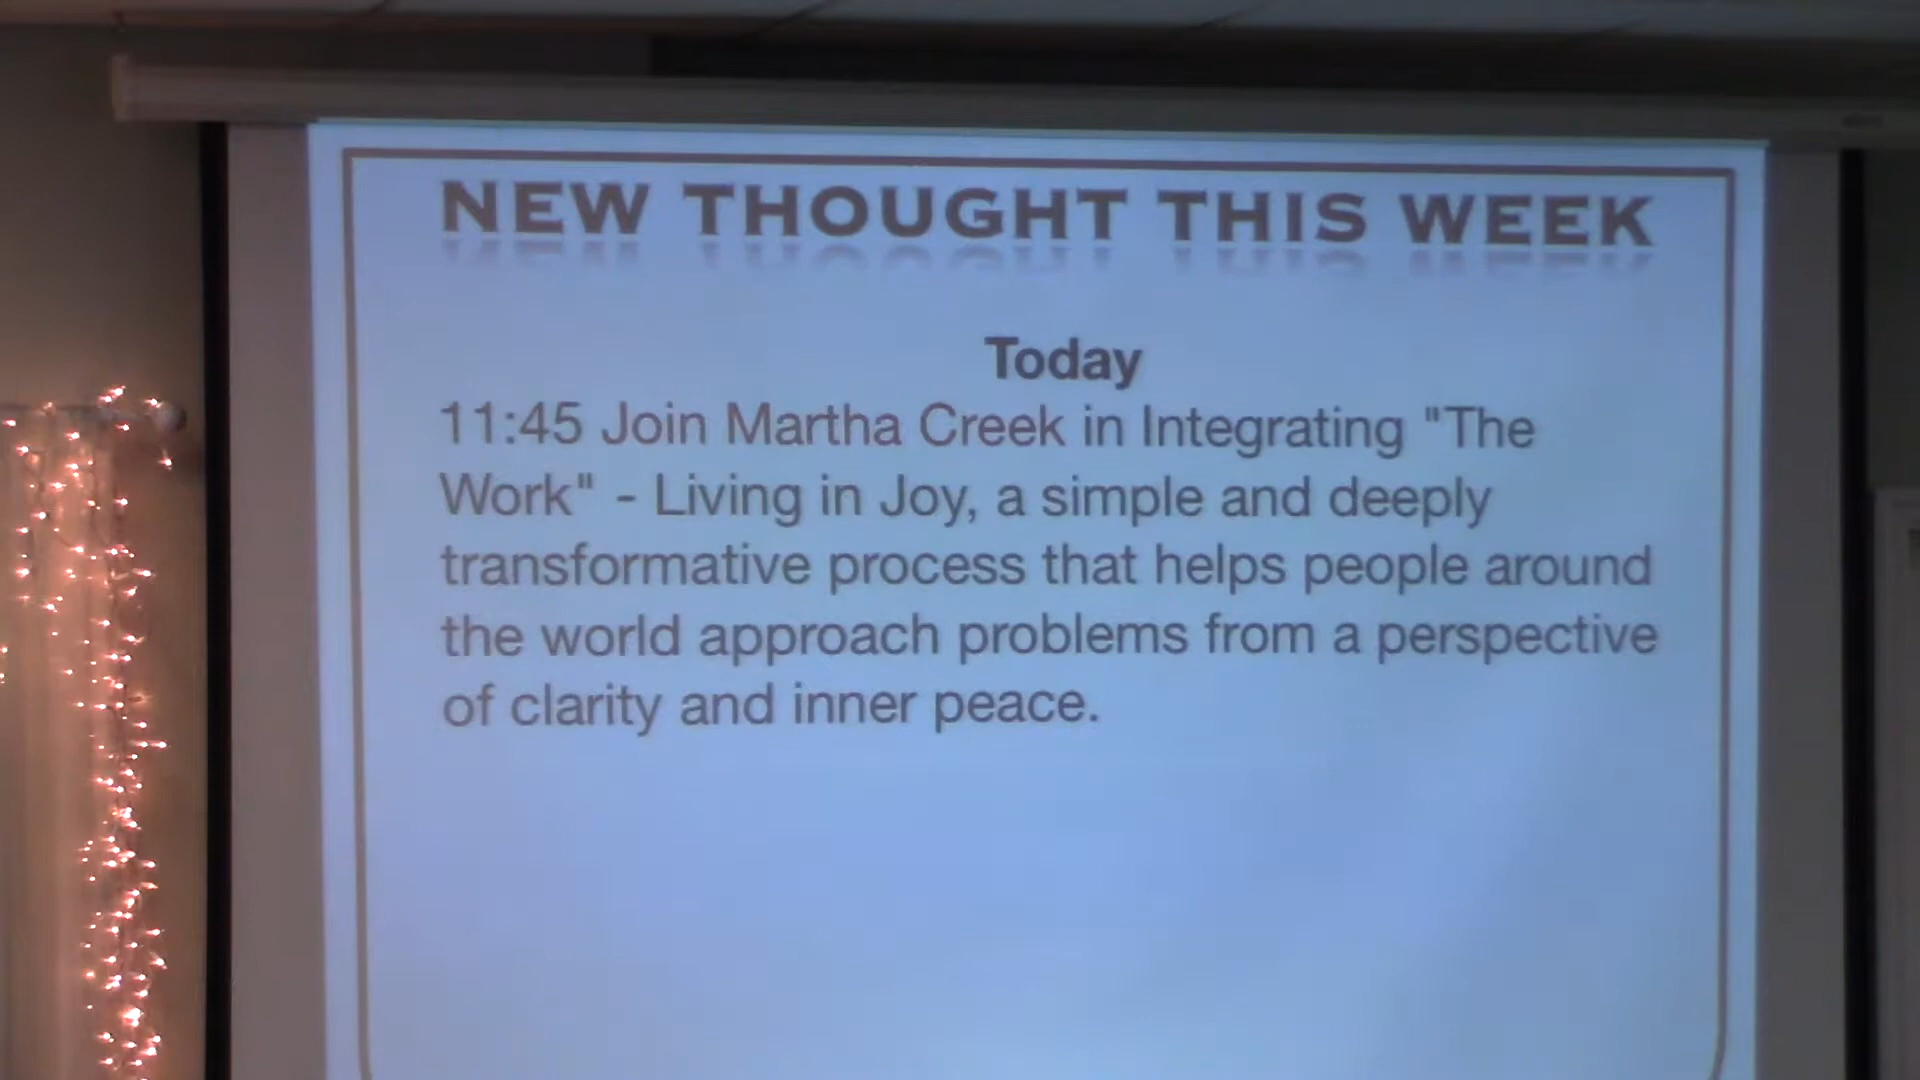 NEW THOUGHT THIS WEEK
Today
11:45 Join Martha Creek in Integrating "The
Work" - Living in Joy, a simple and deeply
transformative process that helps people around
the world approach problems from a perspective
of clarity and inner peace.